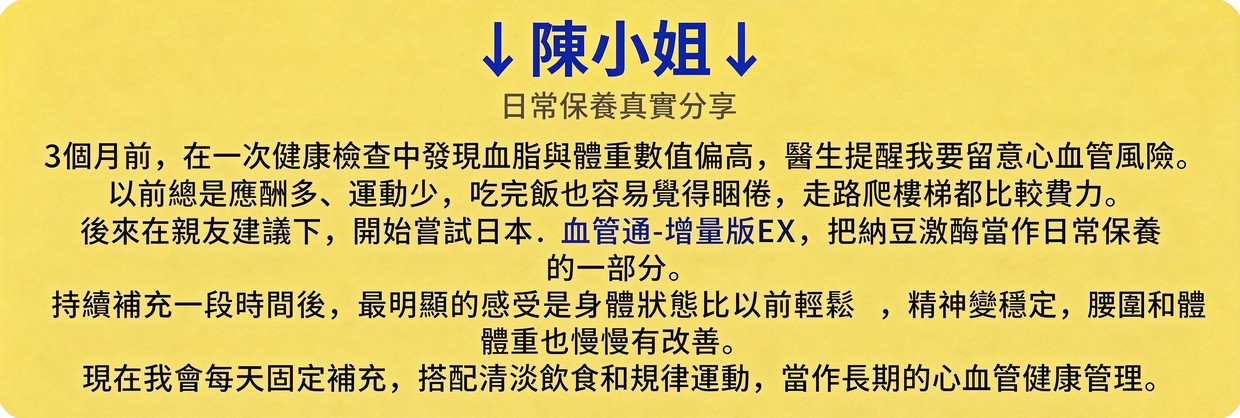 ↓陳小姐↓
日常保養真實分享
3個月前，在一次健康檢查中發現血脂與體重數值偏高，醫生提醒我要留意心血管風險。
以前總是應酬多、運動少，吃完飯也容易覺得睏倦，走路爬樓梯都比較費力。
後來在親友建議下，開始嘗試日本．血管通-增量版EX，把納豆激酶當作日常保養
的一部分。
持續補充一段時間後，最明顯的感受是身體狀態比以前輕鬆　，精神變穩定，腰圍和體
體重也慢慢有改善。
現在我會每天固定補充，搭配清淡飲食和規律運動，當作長期的心血管健康管理。